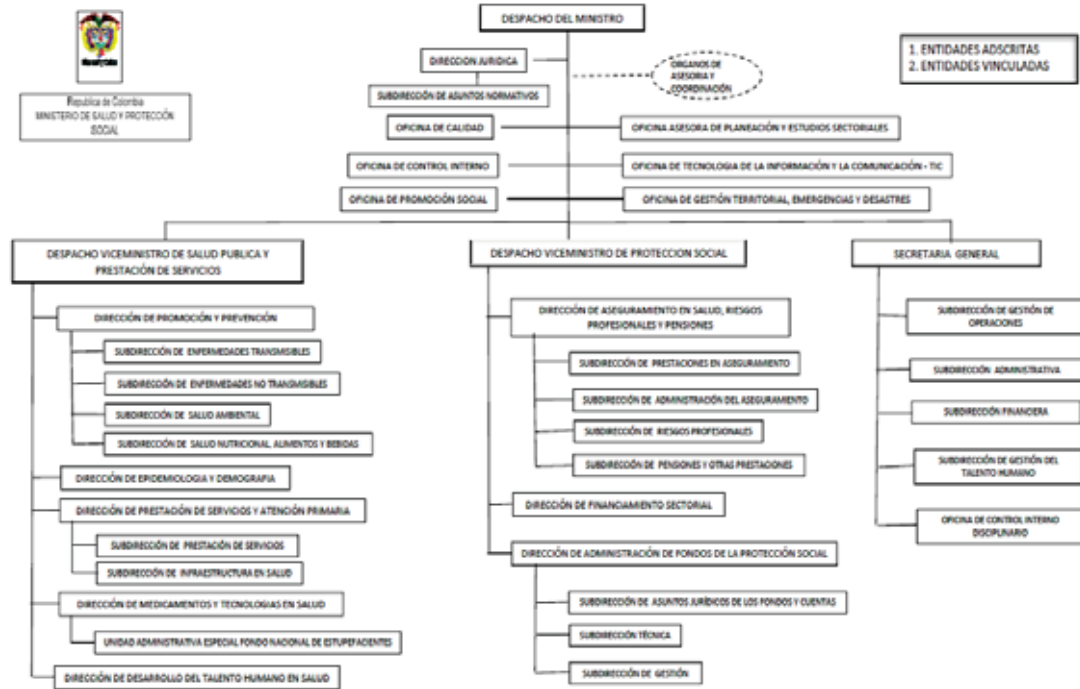 DESPACHO DEL MINISTRO
DIRECCION JURIDICA
SUBDIRECCIÓN DE ASUNTOS NORMATIVOS
ORGANOS DE
ASESORIA Y
COORDINACIÓN
1. ENTIDADES ADSCRITAS
2. ENTIDADES VINCULADAS
Republica de Colombia
MINISTERIO DE SALUD Y PROTECCIÓN
SOCIAL
OFICINA DE CALIDAD
OFICINA ASESORA DE PLANEACIÓN Y ESTUDIOS SECTORIALES
OFICINA DE CONTROL INTERNO
OFICINA DE TECNOLOGIA DE LA INFORMACIÓN Y LA COMUNICACIÓN - TIC
OFICINA DE PROMOCIÓN SOCIAL
OFICINA DE GESTIÓN TERRITORIAL, EMERGENCIAS Y DESASTRES
DESPACHO VICEMINISTRO DE SALUD PUBLICA Y
PRESTACIÓN DE SERVICIOS
DIRECCIÓN DE PROMOCIÓN Y PREVENCIÓN
SUBDIRECCIÓN DE ENFERMEDADES TRANSMISIBLES
SUBDIRECCIÓN DE ENFERMEDADES NO TRANSMISIBLES
SUBDIRECCIÓN DE SALUD AMBIENTAL
SUBDIRECCIÓN DE SALUD NUTRICIONAL, ALIMENTOS Y BEBIDAS
DIRECCIÓN DE EPIDEMIOLOGIA Y DEMOGRAFIA
DIRECCIÓN DE PRESTACIÓN DE SERVICIOS Y ATENCIÓN PRIMARIA
SUBDIRECCIÓN DE PRESTACIÓN DE SERVICIOS
SUBDIRECCIÓN DE INFRAESTRUCTURA EN SALUD
DIRECCIÓN DE MEDICAMENTOS Y TECNOLOGIAS EN SALUD
UNIDAD ADMINISTRATIVA ESPECIAL FONDO NACIONAL DE ESTUPEFACIENTES
DIRECCIÓN DE DESARROLLO DEL TALENTO HUMANO EN SALUD
DESPACHO VICEMINISTRO DE PROTECCION SOCIAL
DIRECCIÓN DE ASEGURAMIENTO EN SALUD, RIESGOS
PROFESIONALES Y PENSIONES
SUBDIRECCIÓN DE PRESTACIONES EN ASEGURAMIENTO
SUBDIRECCIÓN DE ADMINISTRACIÓN DEL ASEGURAMIENTO
SUBDIRECCIÓN DE RIESGOS PROFESIONALES
SUBDIRECCIÓN DE PENSIONES Y OTRAS PRESTACIONES
DIRECCIÓN DE FINANCIAMIENTO SECTORIAL
DIRECCIÓN DE ADMINISTRACIÓN DE FONDOS DE LA PROTECCIÓN SOCIAL
SUBDIRECCIÓN DE ASUNTOS JURÍDICOS DE LOS FONDOS Y CUENTAS
SUBDIRECCIÓN TÉCNICA
SUBDIRECCIÓN DE GESTIÓN
SECRETARIA GENERAL
SUBDIRECCIÓN DE GESTIÓN DE
OPERACIONES
SUBDIRECCIÓN ADMINISTRATIVA
SUBDIRECCIÓN FINANCIERA
SUBDIRECCIÓN DE GESTIÓN DEL
TALENTO HUMANO
OFICINA DE CONTROL INTERNO
DISCIPLINARIO